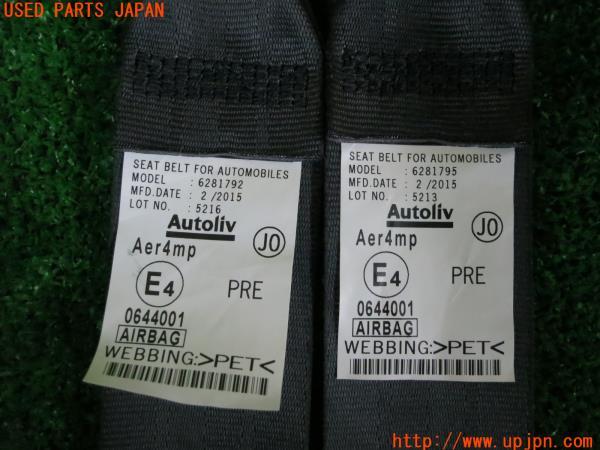 USED PARTS JAPAN
SEAT BELT FOR AUTOMOBILES
MODEL : 6281792
MFD.DATE : 2/2015
LOT NO. : 5216
Autoliv
Aer4mp
JO
E4
PRE
0644001
AIRBAG
WEBBING:>PET<
SEAT BELT FOR AUTOMOBILES
MODEL : 6281795
MFD.DATE : 2/2015
LOT NO. : 5213
Autoliv
Aer4mp
JO
E4
PRE
0644001
AIRBAG
WEBBING:>PET<
http://www.upjpn.com/